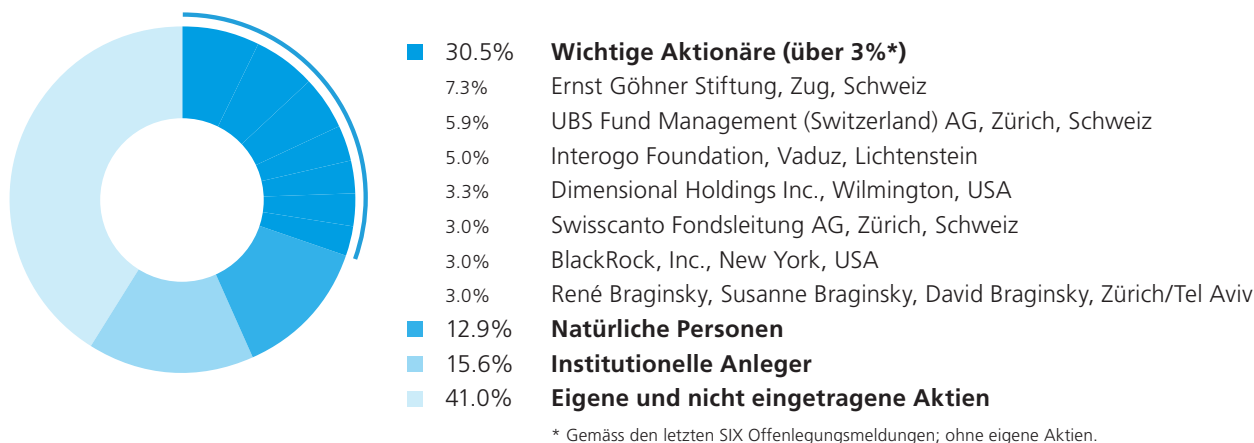 30.5% Wichtige Aktionäre (über 3%*)
7.3% Ernst Göhner Stiftung, Zug, Schweiz
5.9% UBS Fund Management (Switzerland) AG, Zürich, Schweiz
5.0% Interogo Foundation, Vaduz, Lichtenstein
3.3% Dimensional Holdings Inc., Wilmington, USA
3.0% Swisscanto Fondsleitung AG, Zürich, Schweiz
3.0% BlackRock, Inc., New York, USA
3.0% René Braginsky, Susanne Braginsky, David Braginsky, Zürich/Tel Aviv
12.9% Natürliche Personen
15.6% Institutionelle Anleger
41.0% Eigene und nicht eingetragene Aktien
* Gemäss den letzten SIX Offenlegungsmeldungen; ohne eigene Aktien.